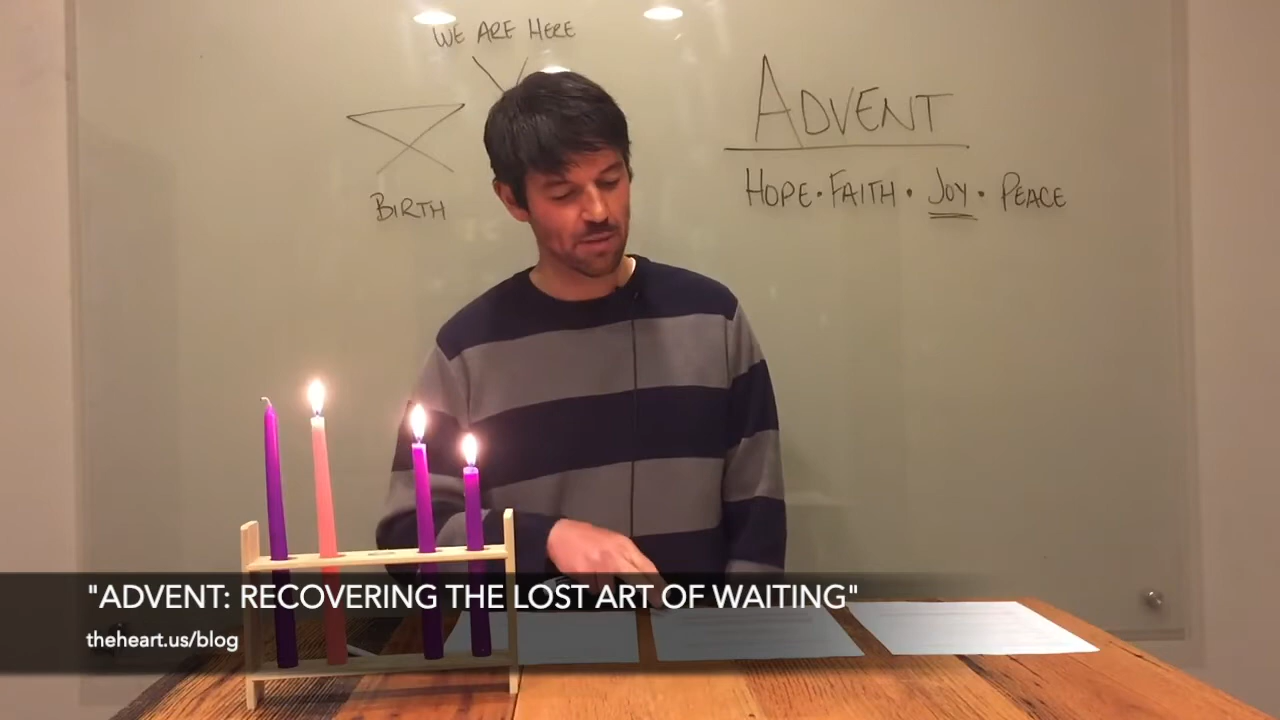 WE ARE HERE
ADVENT
HOPE · FAITH · JOY · PEACE
BIRTH
"ADVENT: RECOVERING THE LOST ART OF WAITING"
theheart.us/blog